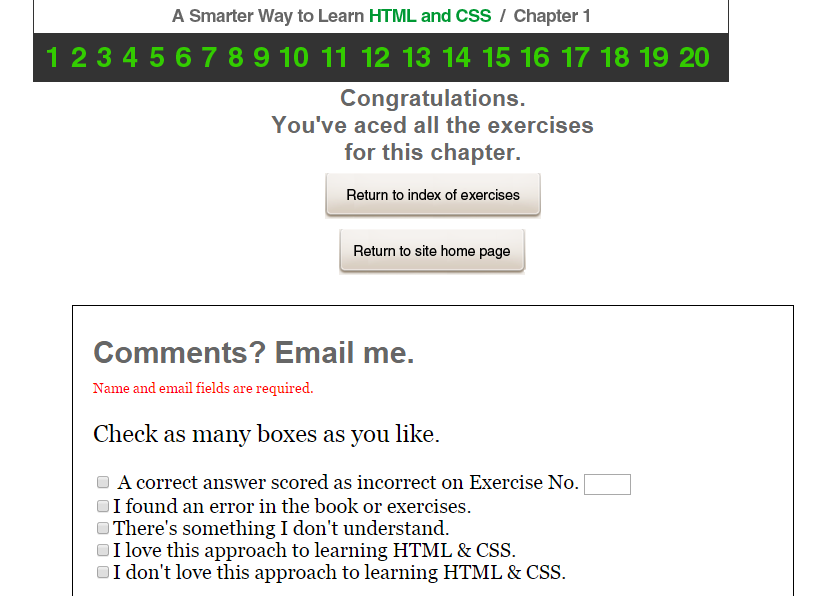 A Smarter Way to Learn HTML and CSS / Chapter 1
1 2 3 4 5 6 7 8 9 10 11 12 13 14 15 16 17 18 19 20
Congratulations.
You've aced all the exercises
for this chapter.
Return to index of exercises
Return to site home page
Comments? Email me.
Name and email fields are required.
Check as many boxes as you like.
A correct answer scored as incorrect on Exercise No.
I found an error in the book or exercises.
There's something I don't understand.
I love this approach to learning HTML & CSS.
I don't love this approach to learning HTML & CSS.